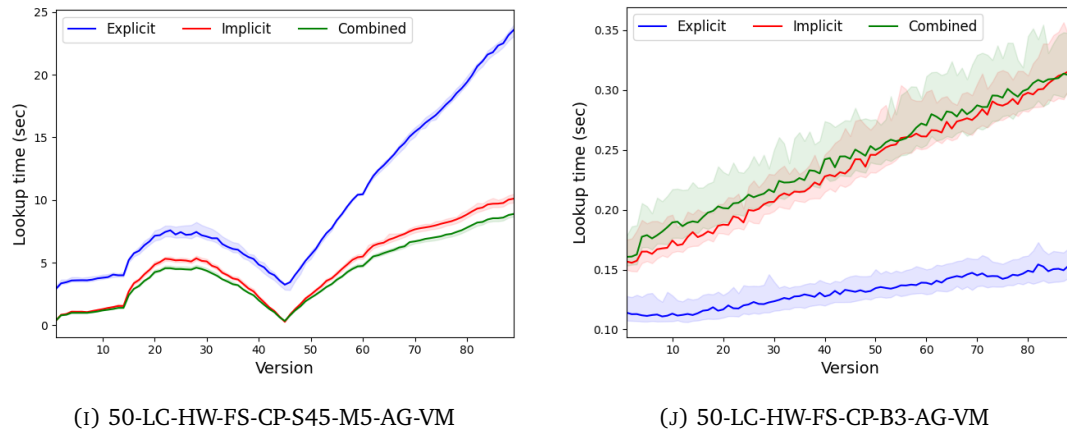 Explicit Implicit Combined
25
20
15
10
5
0
Lookup time (sec)
10 20 30 40 50 60 70 80
Version
(I) 50-LC-HW-FS-CP-S45-M5-AG-VM
Explicit Implicit Combined
0.35
0.30
0.25
0.20
0.15
0.10
Lookup time (sec)
10 20 30 40 50 60 70 80
Version
(J) 50-LC-HW-FS-CP-B3-AG-VM